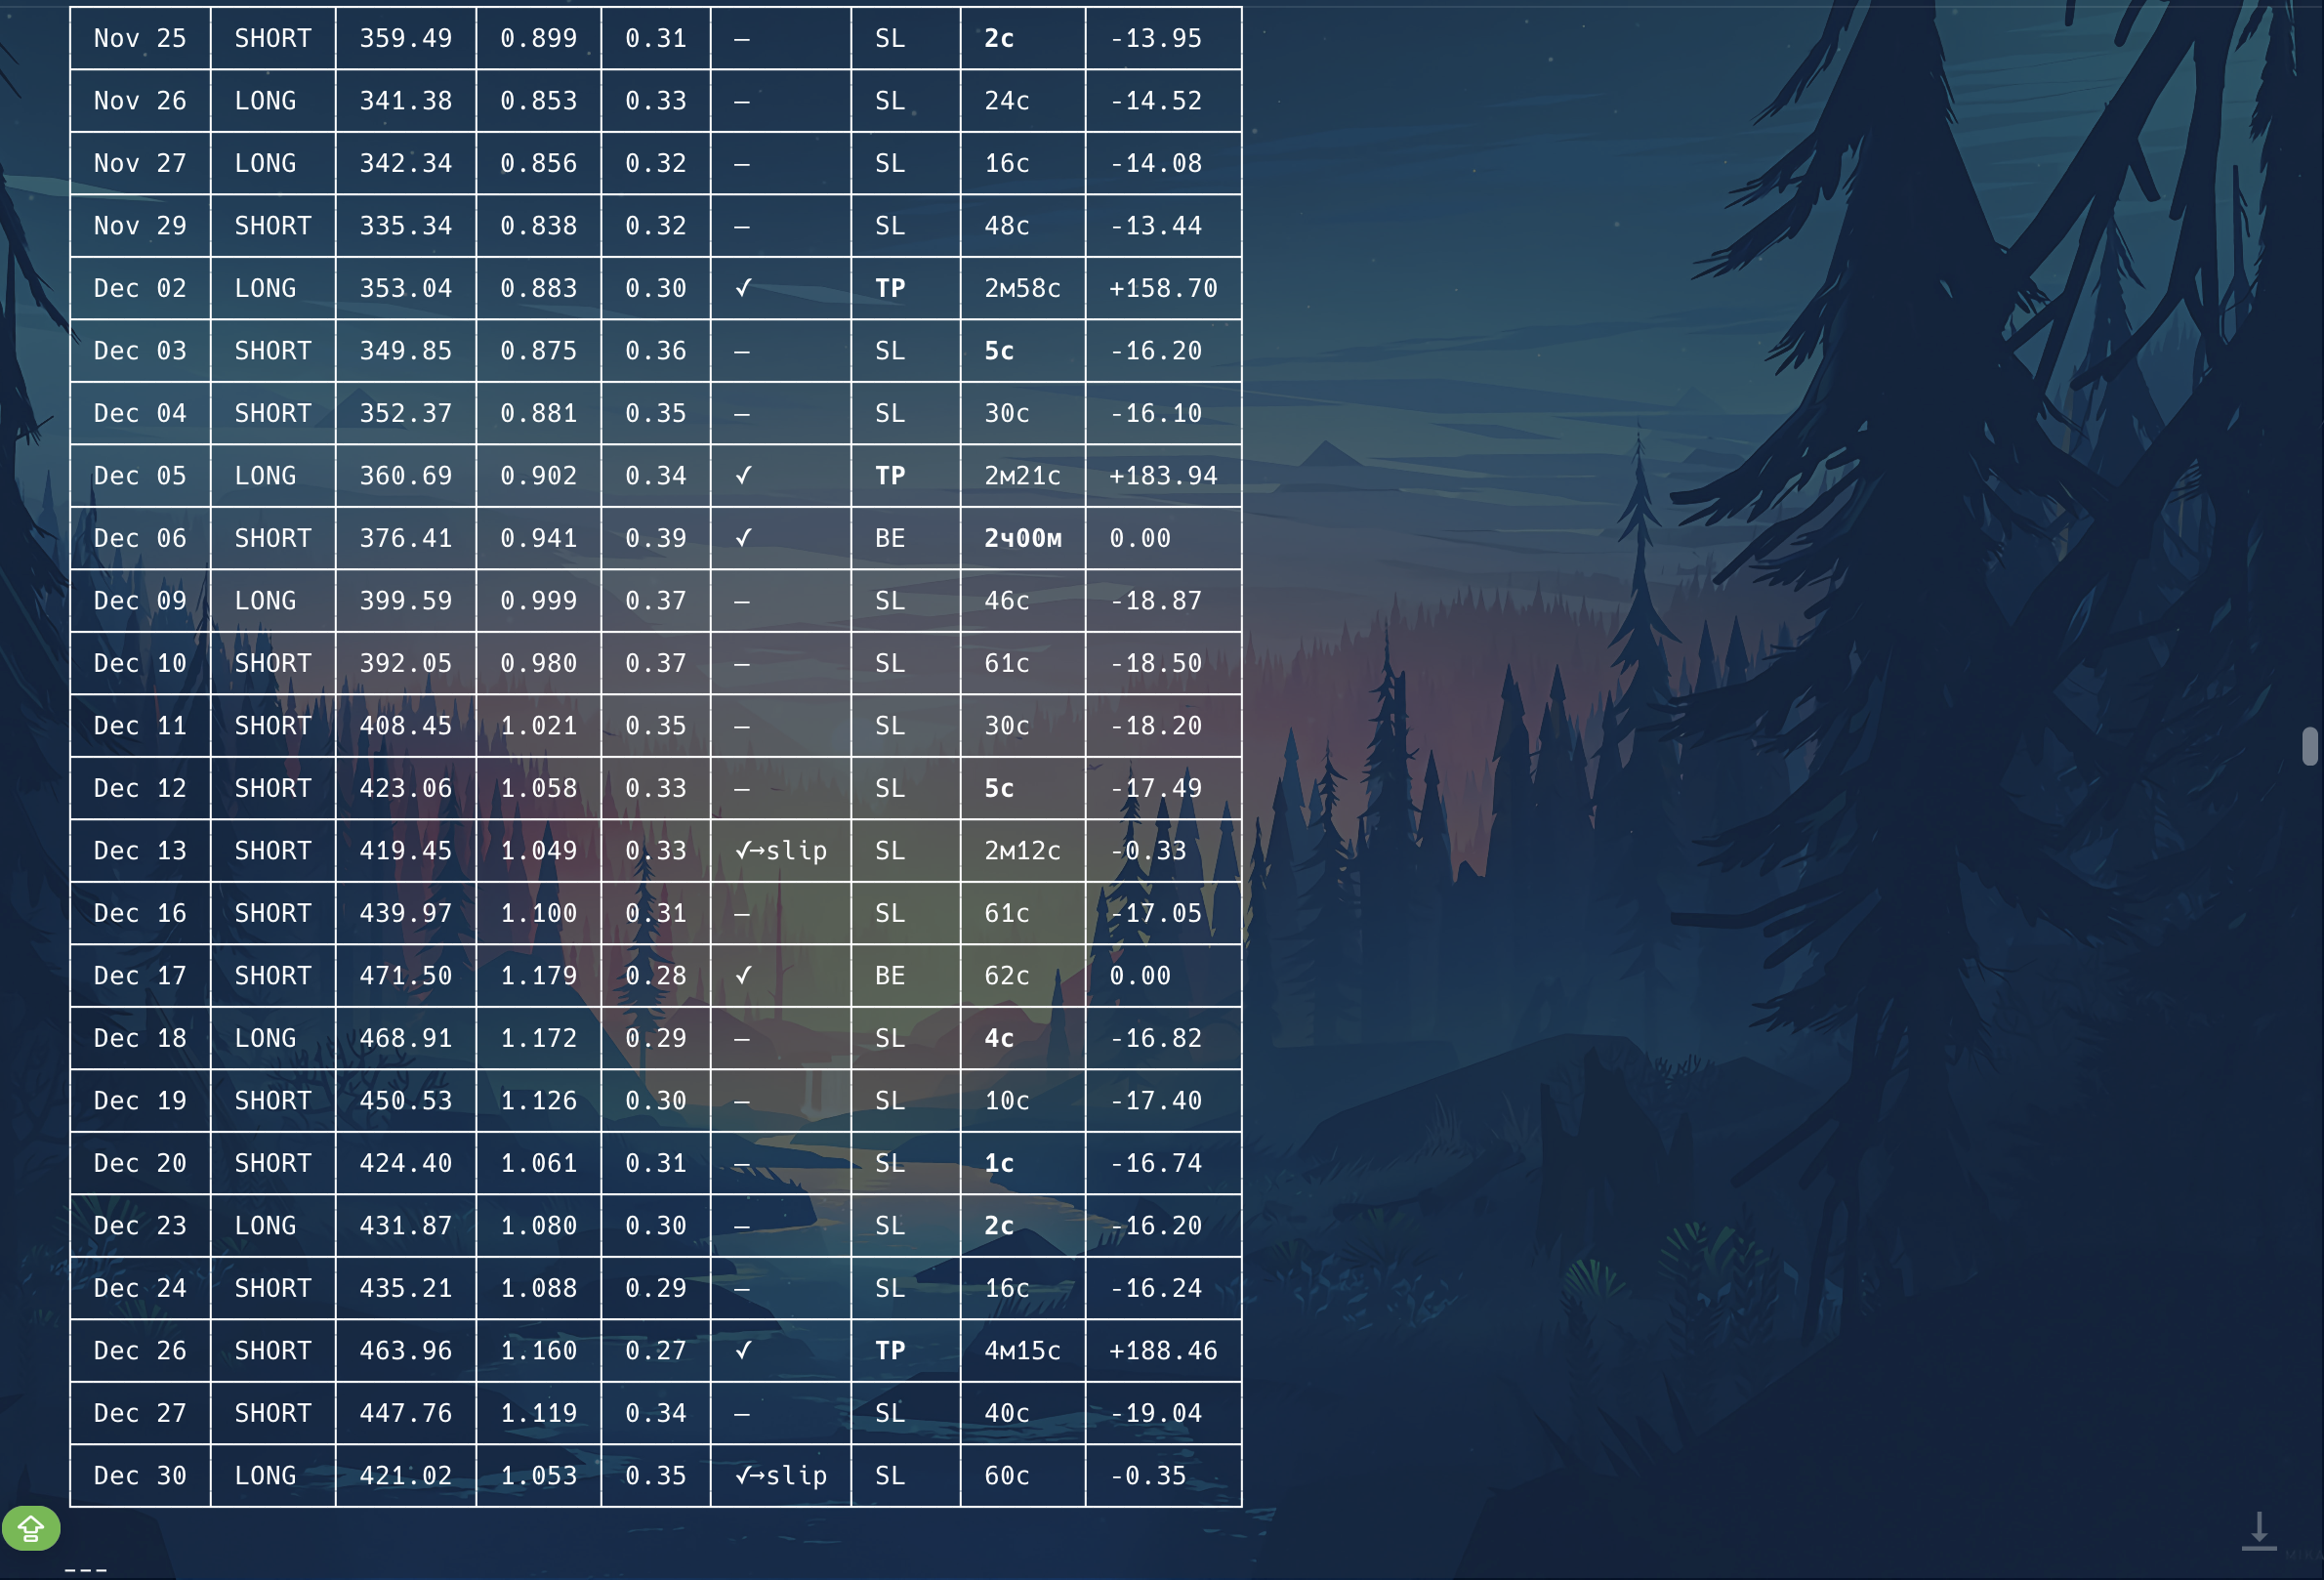 Nov 25 SHORT 359.49 0.899 0.31 — SL 2с -13.95
Nov 26 LONG 341.38 0.853 0.33 — SL 24с -14.52
Nov 27 LONG 342.34 0.856 0.32 — SL 16с -14.08
Nov 29 SHORT 335.34 0.838 0.32 — SL 48с -13.44
Dec 02 LONG 353.04 0.883 0.30 ✓ TP 2м58с +158.70
Dec 03 SHORT 349.85 0.875 0.36 — SL 5с -16.20
Dec 04 SHORT 352.37 0.881 0.35 — SL 30с -16.10
Dec 05 LONG 360.69 0.902 0.34 ✓ TP 2м21с +183.94
Dec 06 SHORT 376.41 0.941 0.39 ✓ BE 2ч00м 0.00
Dec 09 LONG 399.59 0.999 0.37 — SL 46с -18.87
Dec 10 SHORT 392.05 0.980 0.37 — SL 61с -18.50
Dec 11 SHORT 408.45 1.021 0.35 — SL 30с -18.20
Dec 12 SHORT 423.06 1.058 0.33 — SL 5с -17.49
Dec 13 SHORT 419.45 1.049 0.33 ✓→slip SL 2м12с -0.33
Dec 16 SHORT 439.97 1.100 0.31 — SL 61с -17.05
Dec 17 SHORT 471.50 1.179 0.28 ✓ BE 62с 0.00
Dec 18 LONG 468.91 1.172 0.29 — SL 4с -16.82
Dec 19 SHORT 450.53 1.126 0.30 — SL 10с -17.40
Dec 20 SHORT 424.40 1.061 0.31 — SL 1с -16.74
Dec 23 LONG 431.87 1.080 0.30 — SL 2с -16.20
Dec 24 SHORT 435.21 1.088 0.29 — SL 16с -16.24
Dec 26 SHORT 463.96 1.160 0.27 ✓ TP 4м15с +188.46
Dec 27 SHORT 447.76 1.119 0.34 — SL 40с -19.04
Dec 30 LONG 421.02 1.053 0.35 ✓→slip SL 60с -0.35
---